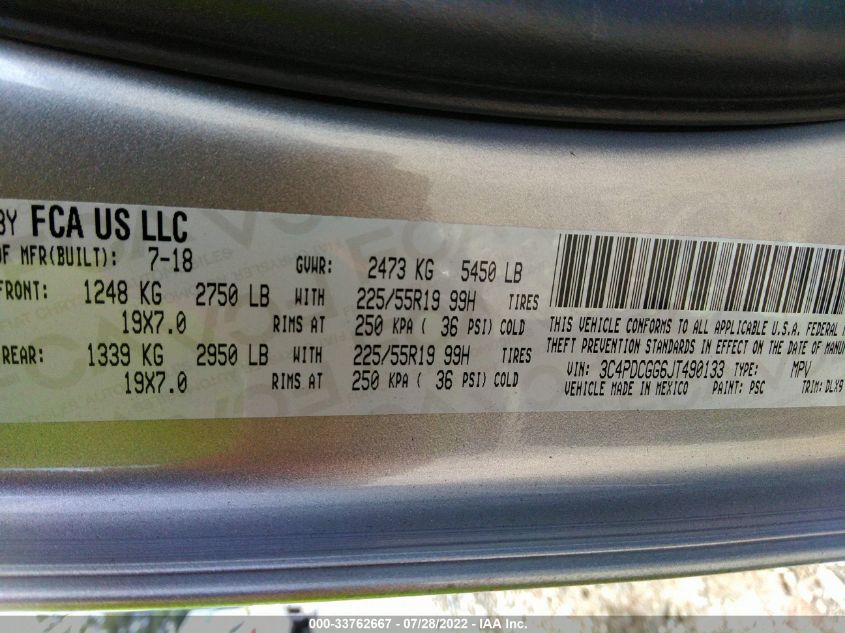 BY FCA US LLC
OF MFR(BUILT): 7-18 GVWR: 2473 KG 5450 LB
FRONT: 1248 KG 2750 LB WITH 225/55R19 99H TIRES
19X7.0 RIMS AT 250 KPA ( 36 PSI) COLD
REAR: 1339 KG 2950 LB WITH 225/55R19 99H TIRES
19X7.0 RIMS AT 250 KPA ( 36 PSI) COLD
THIS VEHICLE CONFORMS TO ALL APPLICABLE U.S.A. FEDERAL
THEFT PREVENTION STANDARDS IN EFFECT ON THE DATE OF MANUF
VIN: 3C4PDCGG6JT490133 TYPE: MPV
VEHICLE MADE IN MEXICO PAINT: PSC TRIM: DLX9
000-33762667 / 07/28/2022 - IAA Inc.